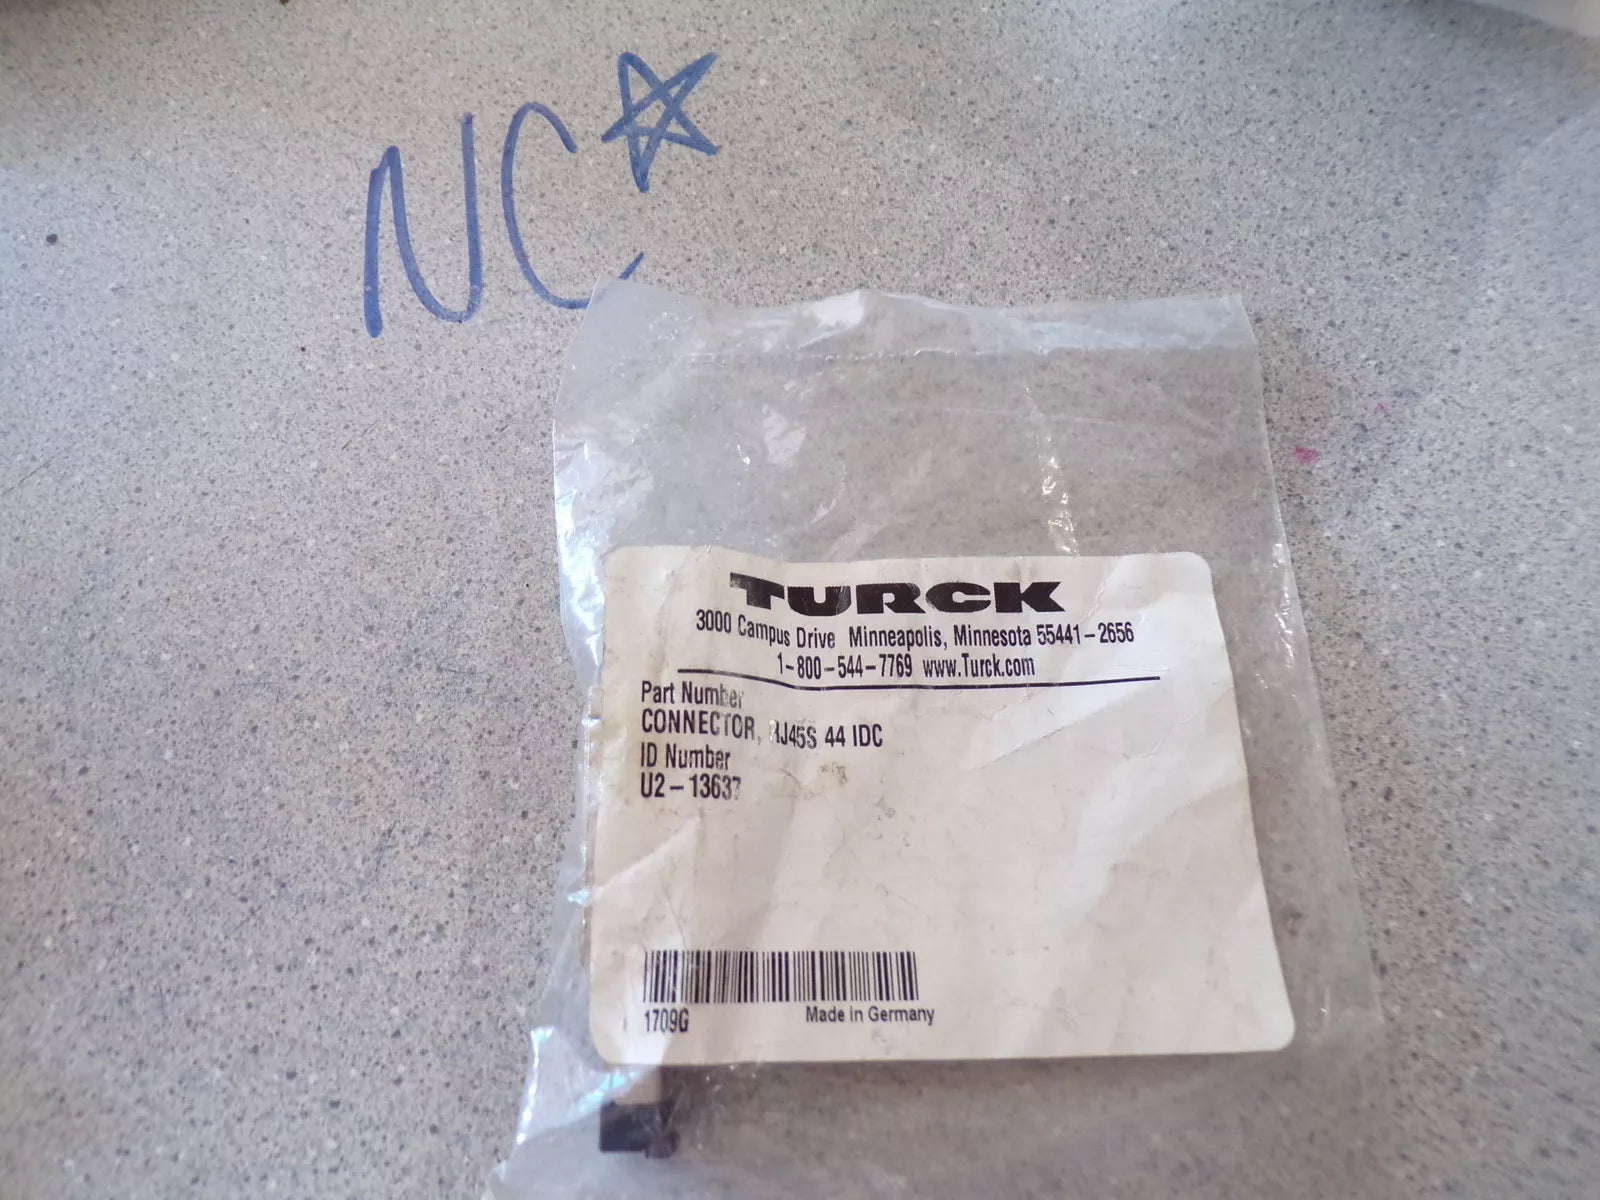 NC
TURCK
3000 Campus Drive Minneapolis, Minnesota 55441-2656
1-800-544-7769 www.Turck.com
Part Number
CONNECTOR, RJ45S 44 IDC
ID Number
U2-13637
1709G
Made in Germany